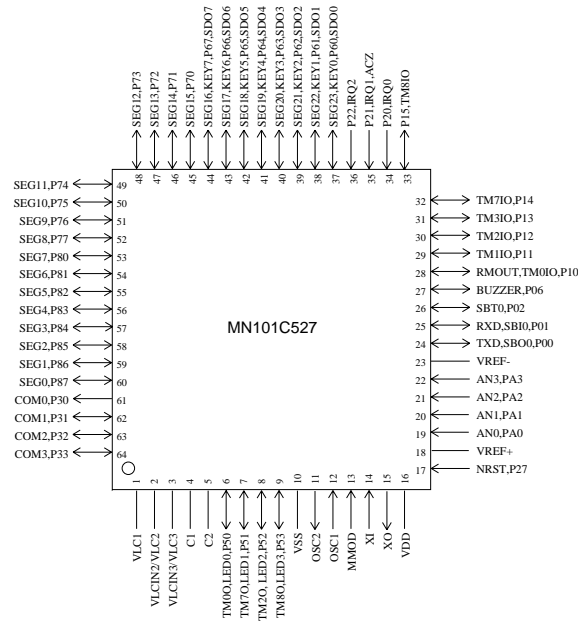 SEG12,P73
SEG13,P72
SEG14,P71
SEG15,P70
SEG16,KEY7,P67,SDO7
SEG17,KEY6,P66,SDO6
SEG18,KEY5,P65,SDO5
SEG19,KEY4,P64,SDO4
SEG20,KEY3,P63,SDO3
SEG21,KEY2,P62,SDO2
SEG22,KEY1,P61,SDO1
SEG23,KEY0,P60,SDO0
P22,IRQ2
P21,IRQ1,ACZ
P20,IRQ0
P15,TM8IO
48
47
46
45
44
43
42
41
40
39
38
37
36
35
34
33
SEG11,P74 49
SEG10,P75 50
SEG9,P76 51
SEG8,P77 52
SEG7,P80 53
SEG6,P81 54
SEG5,P82 55
SEG4,P83 56
SEG3,P84 57
SEG2,P85 58
SEG1,P86 59
SEG0,P87 60
COM0,P30 61
COM1,P31 62
COM2,P32 63
COM3,P33 64
MN101C527
32 TM7IO,P14
31 TM3IO,P13
30 TM2IO,P12
29 TM1IO,P11
28 RMOUT,TM0IO,P10
27 BUZZER,P06
26 SBT0,P02
25 RXD,SBI0,P01
24 TXD,SBO0,P00
23 VREF-
22 AN3,PA3
21 AN2,PA2
20 AN1,PA1
19 AN0,PA0
18 VREF+
17 NRST,P27
1
2
3
4
5
6
7
8
9
10
11
12
13
14
15
16
VLC1
VLCIN2/VLC2
VLCIN3/VLC3
C1
C2
TM0O,LED0,P50
TM7O,LED1,P51
TM2O, LED2,P52
TM8O,LED3,P53
VSS
OSC2
OSC1
MMOD
XI
XO
VDD